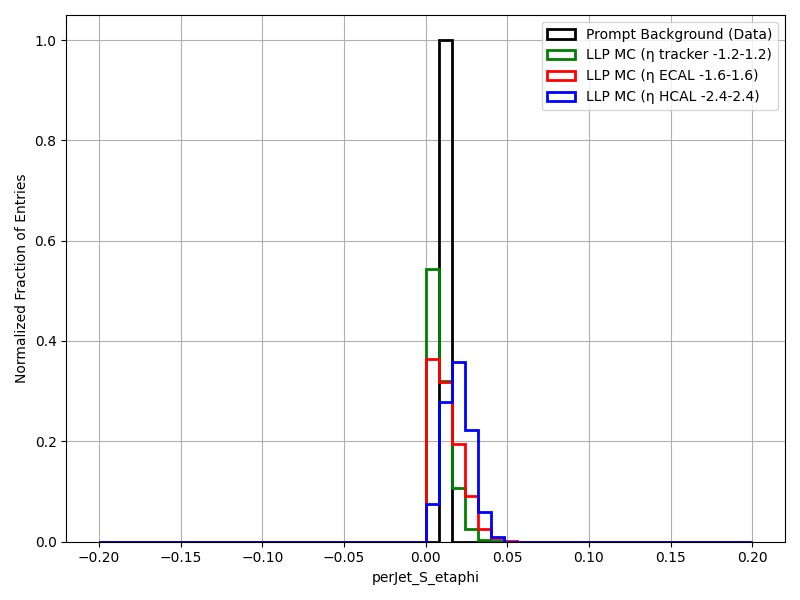 Prompt Background (Data)
LLP MC (η tracker -1.2-1.2)
LLP MC (η ECAL -1.6-1.6)
LLP MC (η HCAL -2.4-2.4)
Normalized Fraction of Entries
1.0
0.8
0.6
0.4
0.2
0.0
−0.20 −0.15 −0.10 −0.05 0.00 0.05 0.10 0.15 0.20
perJet_S_etaphi